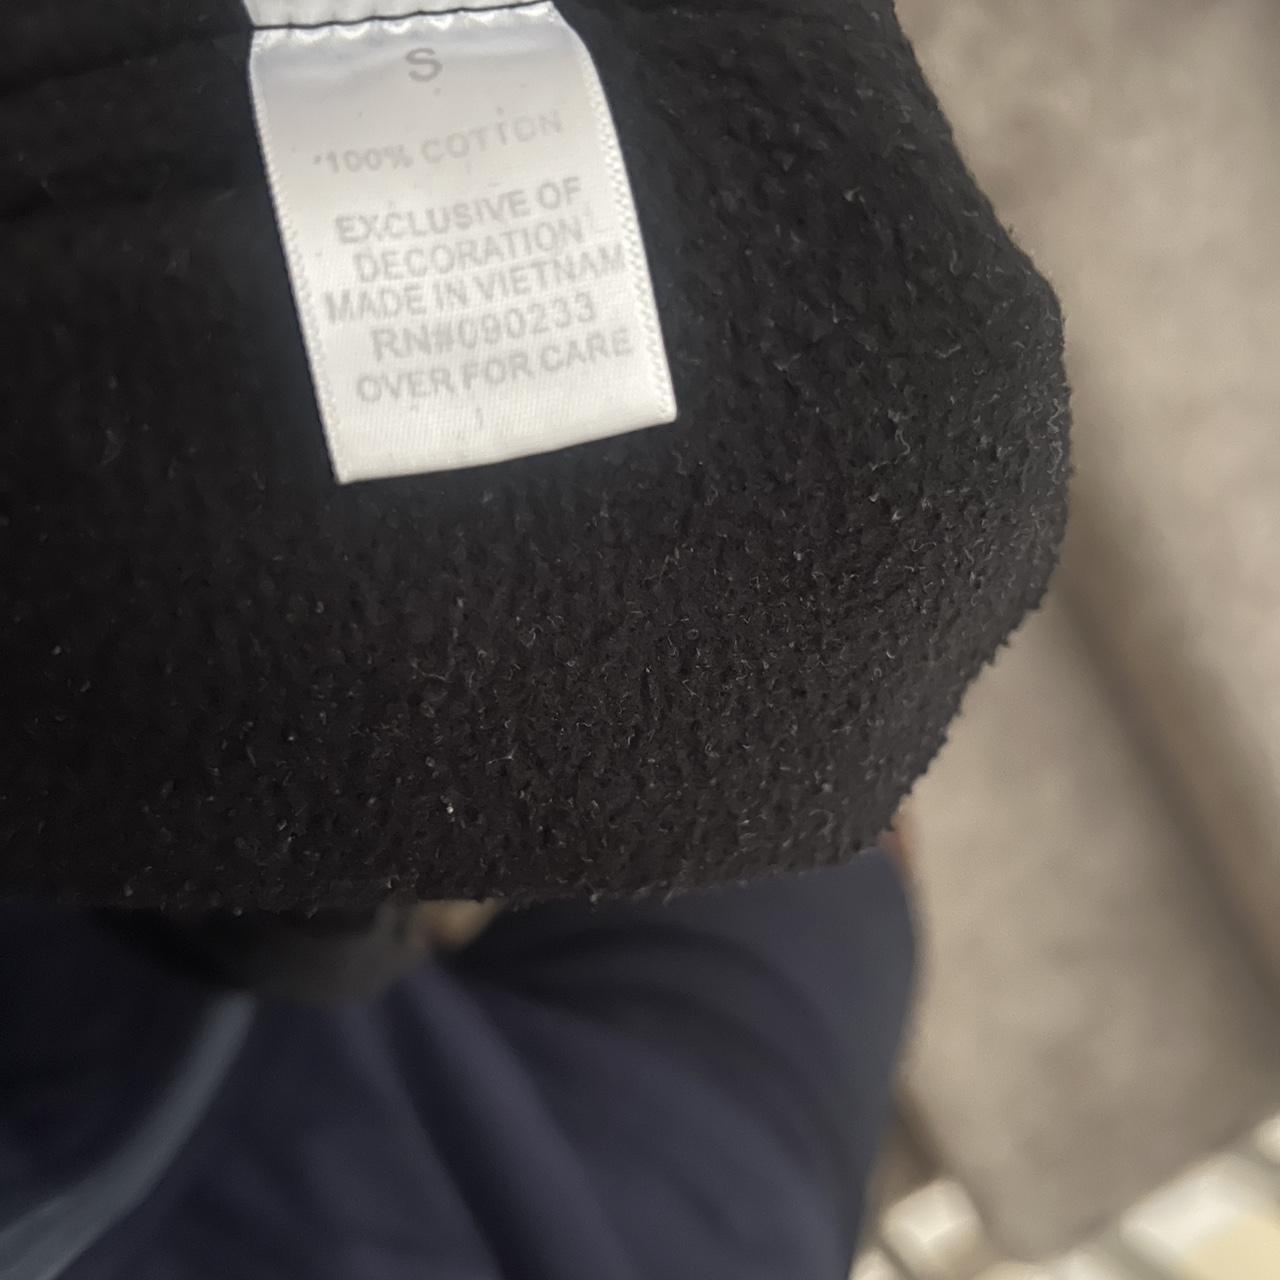 S
100% COTTON
EXCLUSIVE OF
DECORATION
MADE IN VIETNAM
RN#090233
OVER FOR CARE